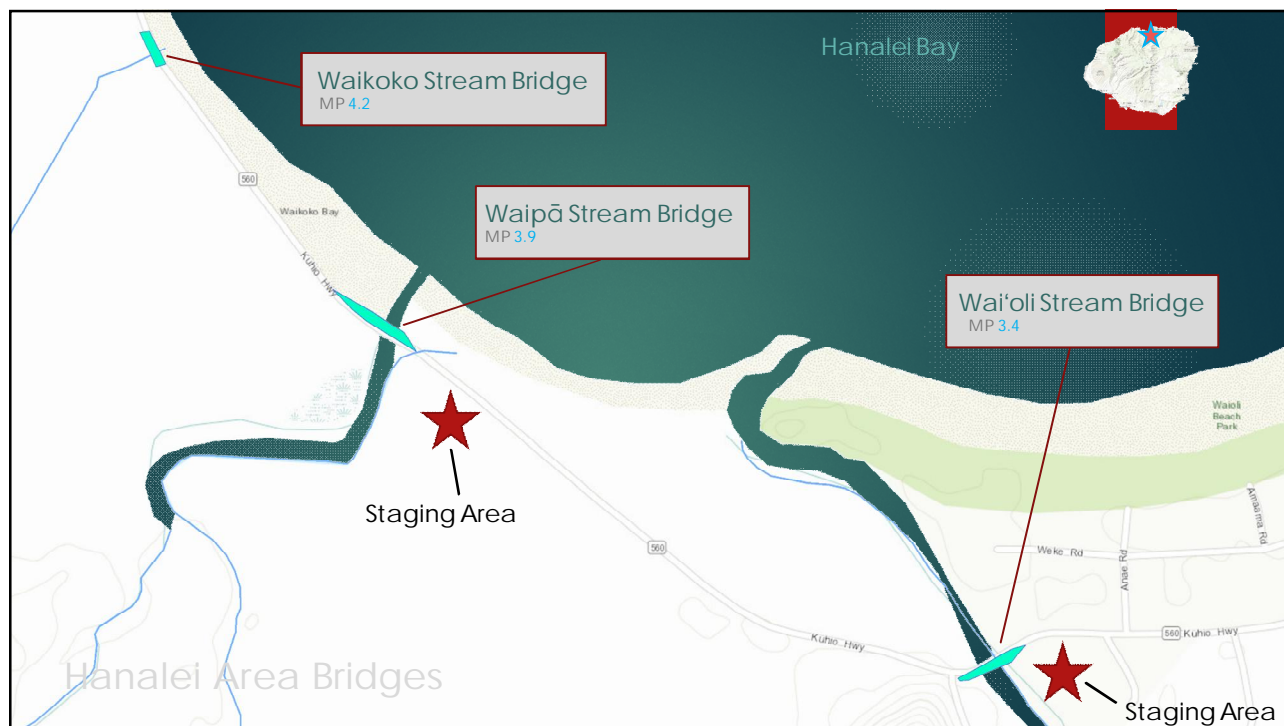 Hanalei Bay
Waikoko Stream Bridge
MP 4.2
560
Waikoko Bay
Waipā Stream Bridge
MP 3.9
Kuhio Hwy
Wai‘oli Stream Bridge
MP 3.4
Waioli
Beach
Park
Staging Area
Amaama Rd
Weke Rd
Anae Rd
560
Kuhio Hwy
560 Kuhio Hwy
Hanalei Area Bridges
Staging Area